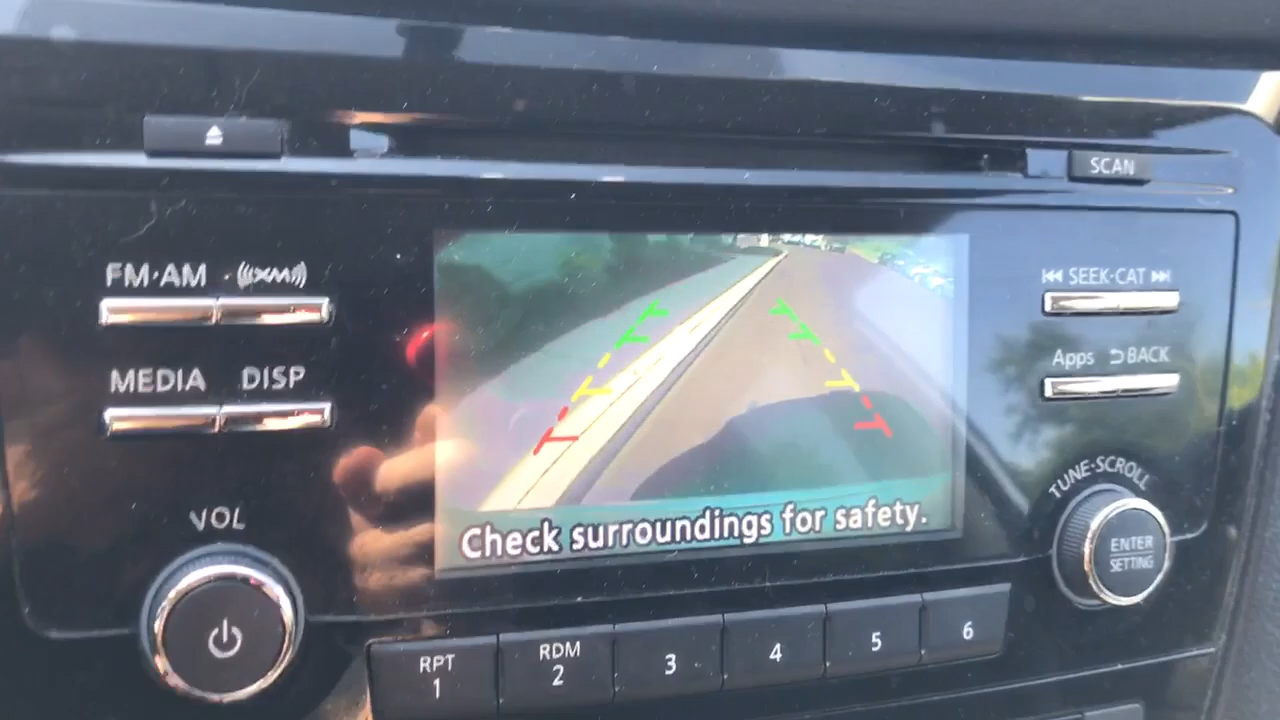 SCAN
FM·AM
((XM))
SEEK·CAT
MEDIA
DISP
Apps
BACK
TUNE·SCROLL
VOL
Check surroundings for safety.
ENTER
SETTING
RPT
1
RDM
2
3
4
5
6